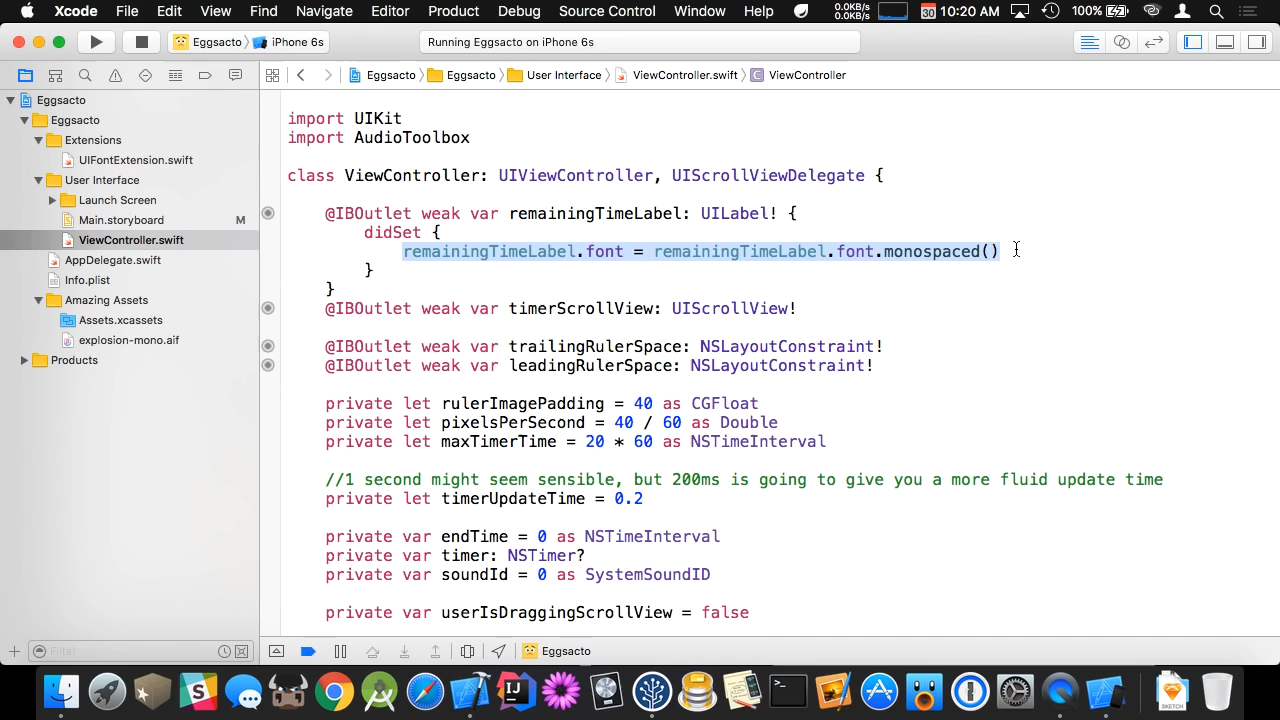 Xcode File Edit View Find Navigate Editor Product Debug Source Control Window Help 0.0KB/s 0.0KB/s 30 10:20 AM 100%
Eggsacto iPhone 6s Running Eggsacto on iPhone 6s
Eggsacto Eggsacto User Interface ViewController.swift C ViewController
Eggsacto
Eggsacto
Extensions
UIFontExtension.swift
User Interface
Launch Screen
Main.storyboard M
ViewController.swift
AppDelegate.swift
Info.plist
Amazing Assets
Assets.xcassets
explosion-mono.aif
Products
Filter
import UIKit
import AudioToolbox
class ViewController: UIViewController, UIScrollViewDelegate {
@IBOutlet weak var remainingTimeLabel: UILabel! {
didSet {
remainingTimeLabel.font = remainingTimeLabel.font.monospaced()
}
}
@IBOutlet weak var timerScrollView: UIScrollView!
@IBOutlet weak var trailingRulerSpace: NSLayoutConstraint!
@IBOutlet weak var leadingRulerSpace: NSLayoutConstraint!
private let rulerImagePadding = 40 as CGFloat
private let pixelsPerSecond = 40 / 60 as Double
private let maxTimerTime = 20 * 60 as NSTimeInterval
//1 second might seem sensible, but 200ms is going to give you a more fluid update time
private let timerUpdateTime = 0.2
private var endTime = 0 as NSTimeInterval
private var timer: NSTimer?
private var soundId = 0 as SystemSoundID
private var userIsDraggingScrollView = false
Eggsacto
IJ
SKETCH